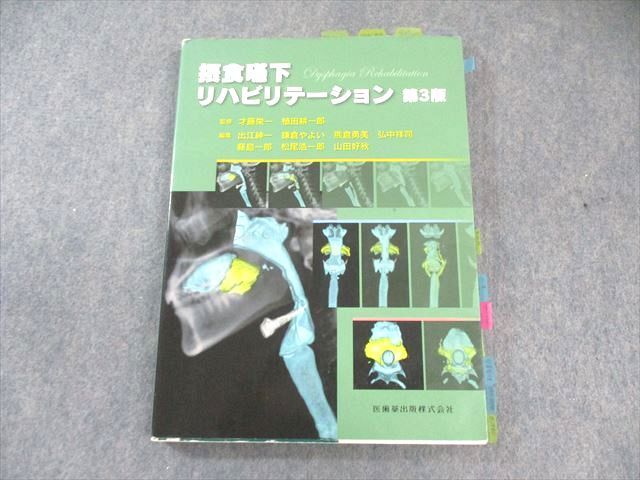 摂食嚥下
Dysphagia Rehabilitation
リハビリテーション 第3版
監修 才藤栄一 植田耕一郎
編集 出江紳一 鎌倉やよい 熊倉勇美 弘中祥司
藤島一郎 松尾浩一郎 山田好秋
医歯薬出版株式会社